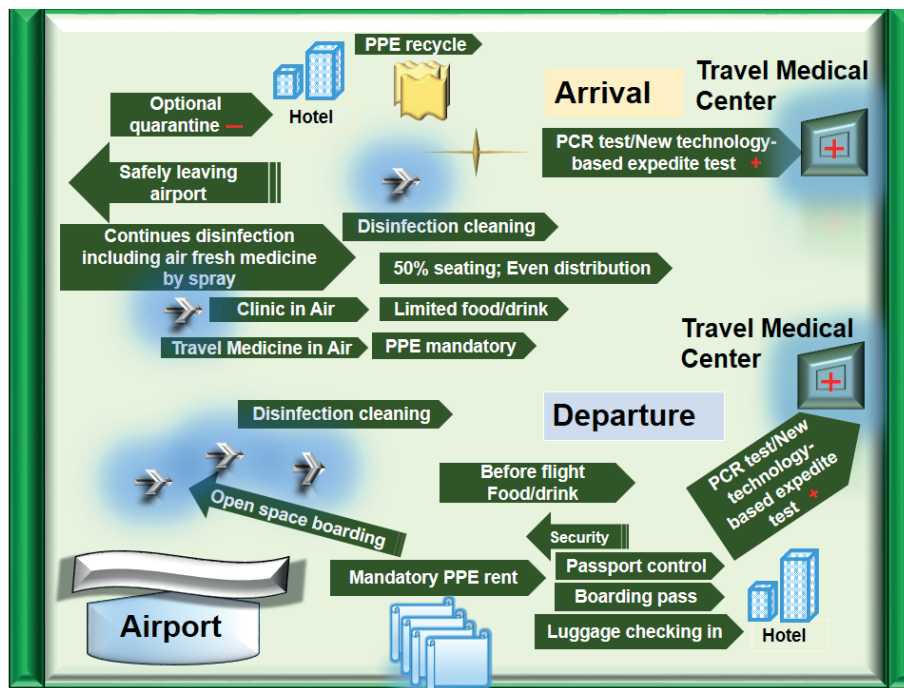 PPE recycle
Optional
quarantine —
Hotel
Arrival
Travel Medical
Center
PCR test/New technology-
based expedite test +
+
Safely leaving
airport
Disinfection cleaning
Continues disinfection
including air fresh medicine
by spray
50% seating; Even distribution
Clinic in Air
Limited food/drink
Travel Medicine in Air
PPE mandatory
Travel Medical
Center
+
Disinfection cleaning
Departure
PCR test/New
technology-
based expedite
test +
Before flight
Food/drink
Open space boarding
Security
Mandatory PPE rent
Passport control
Boarding pass
Luggage checking in
Hotel
Airport